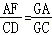 AF/CD = GA/GC